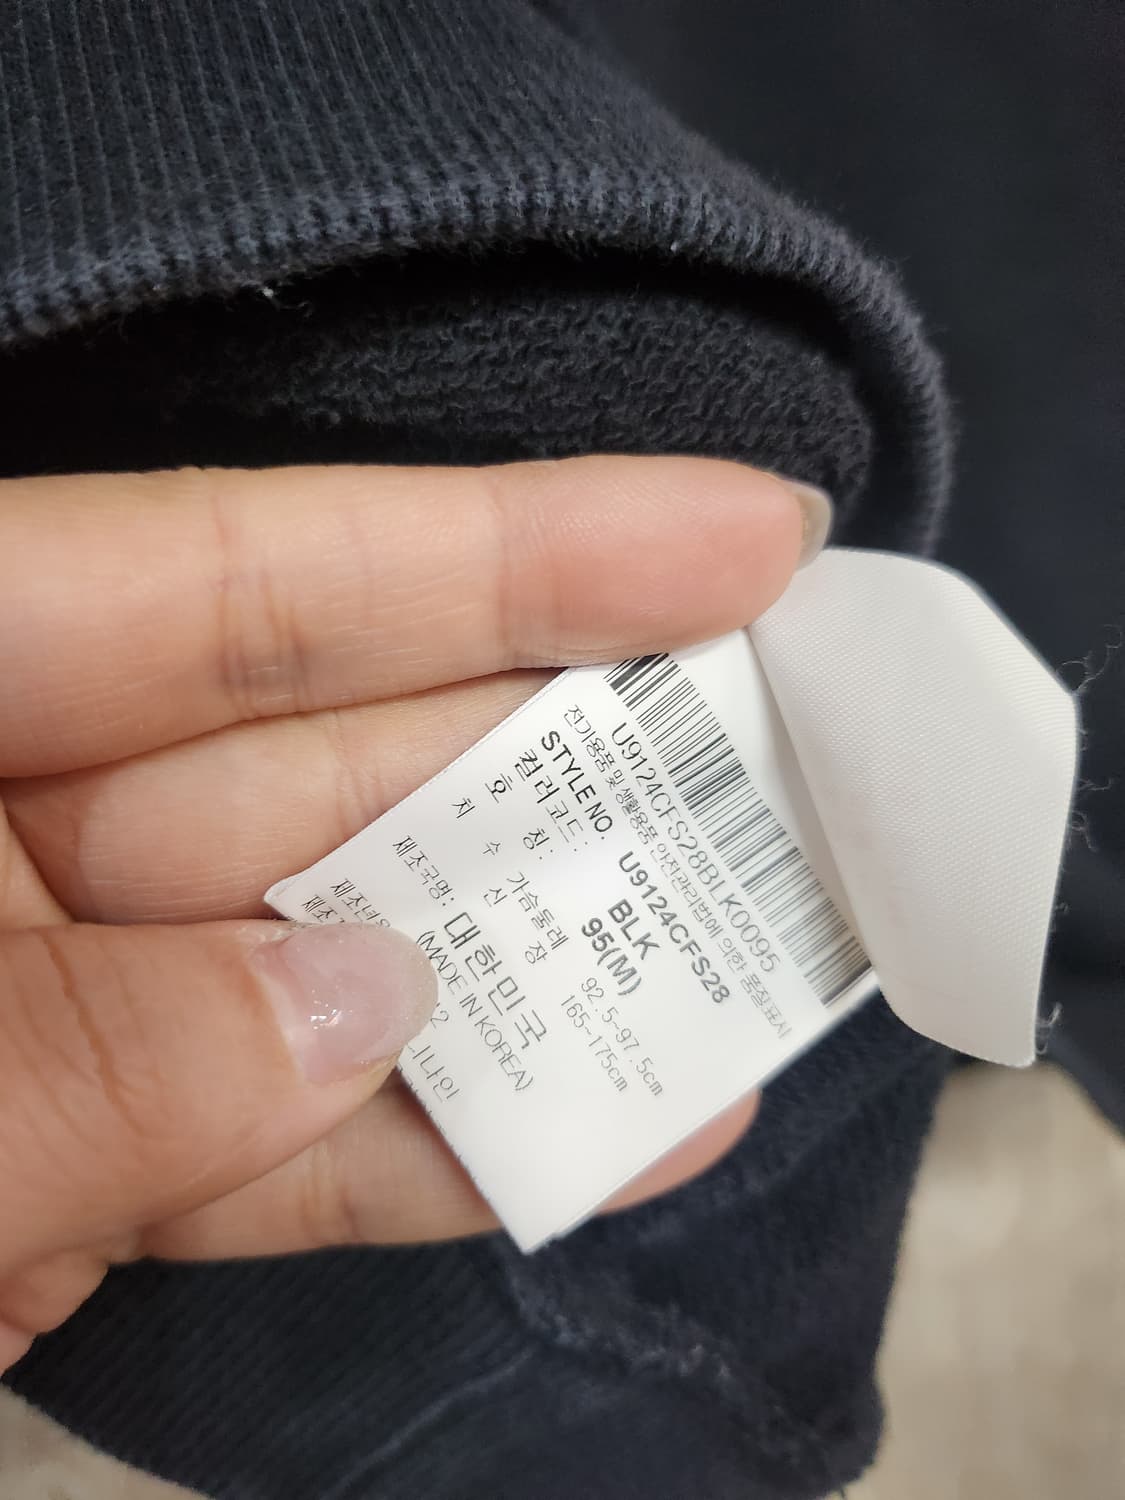 U9124CFS28BLK0095
전기용품 및 생활용품 안전관리법에 의한 품질표시
STYLE NO. U9124CFS28
컬러코드: BLK
호칭: 95(M)
치수 가슴둘레 92.5~97.5cm
신장 165~175cm
제조국명: 대한민국
(MADE IN KOREA)